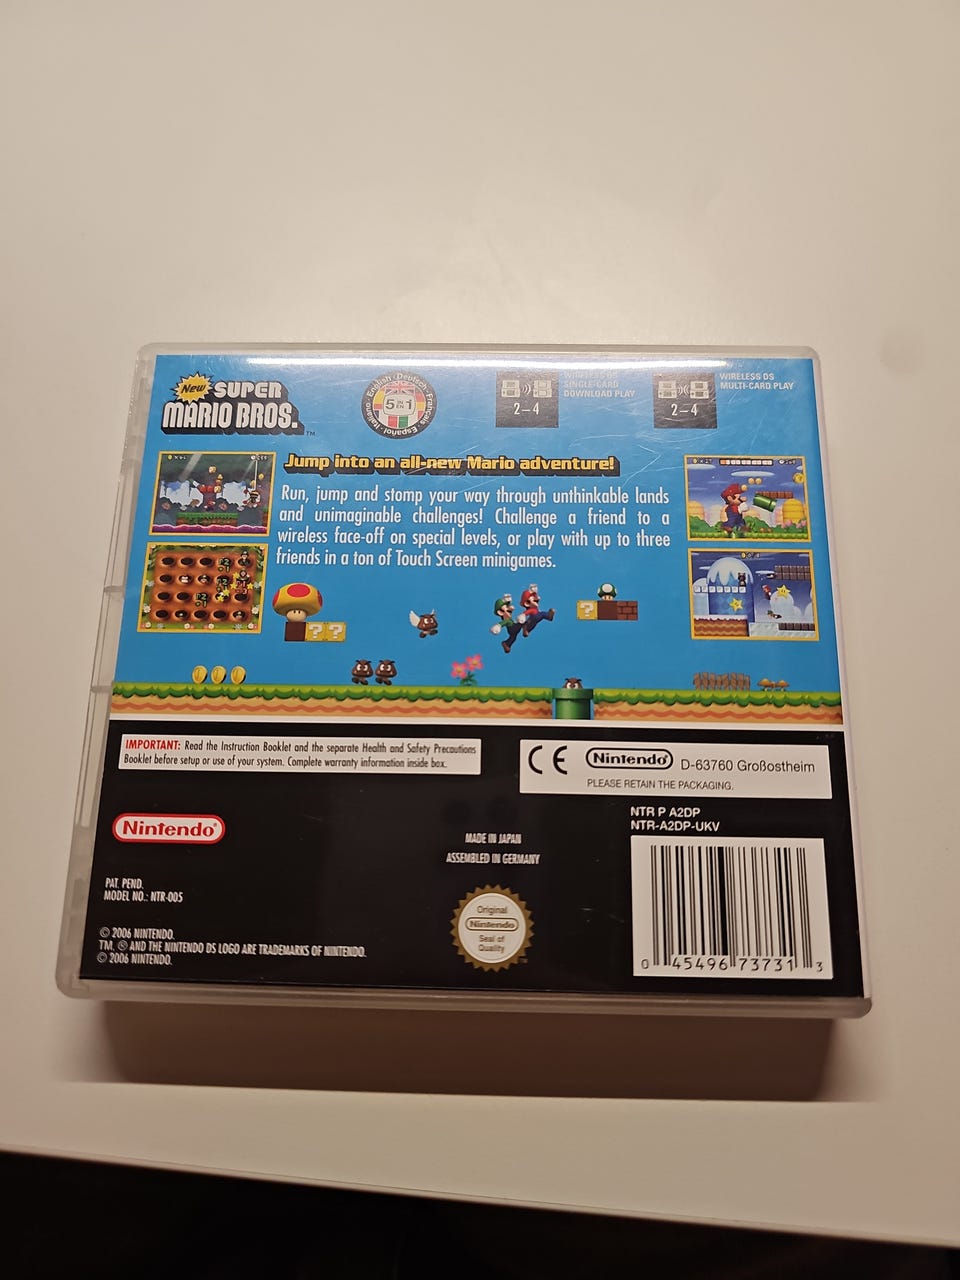 New SUPER
MARIO BROS.™
English · Deutsch · Français · Español · Italiano
5 IN EN 1
2–4
WIRELESS DS
SINGLE-CARD
DOWNLOAD PLAY
2–4
WIRELESS DS
MULTI-CARD PLAY
Jump into an all-new Mario adventure!
Run, jump and stomp your way through unthinkable lands
and unimaginable challenges! Challenge a friend to a
wireless face-off on special levels, or play with up to three
friends in a ton of Touch Screen minigames.
IMPORTANT: Read the Instruction Booklet and the separate Health and Safety Precautions
Booklet before setup or use of your system. Complete warranty information inside box.
CE Nintendo® D-63760 Großostheim
PLEASE RETAIN THE PACKAGING.
NTR P A2DP
NTR-A2DP-UKV
Nintendo®
MADE IN JAPAN
ASSEMBLED IN GERMANY
PAT. PEND.
MODEL NO.: NTR-005
Original
Nintendo
Seal of
Quality
© 2006 NINTENDO.
TM, ® AND THE NINTENDO DS LOGO ARE TRADEMARKS OF NINTENDO.
© 2006 NINTENDO.
0 45496 73731 3